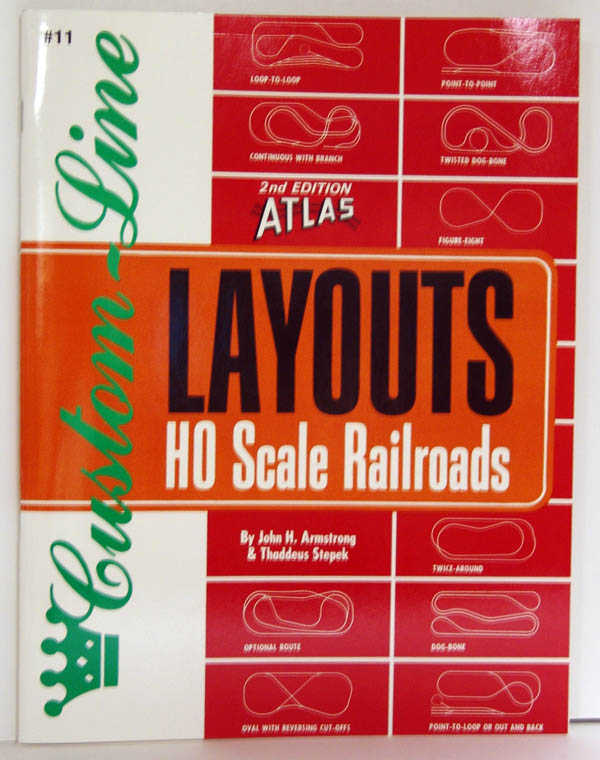 #11
Custom-Line
LOOP-TO-LOOP
POINT-TO-POINT
CONTINUOUS WITH BRANCH
TWISTED DOG-BONE
2nd EDITION
ATLAS
FIGURE-EIGHT
LAYOUTS
HO Scale Railroads
By John H. Armstrong
& Thaddeus Stepek
TWICE-AROUND
OPTIONAL ROUTE
DOG-BONE
OVAL WITH REVERSING CUT-OFFS
POINT-TO-LOOP OR OUT AND BACK